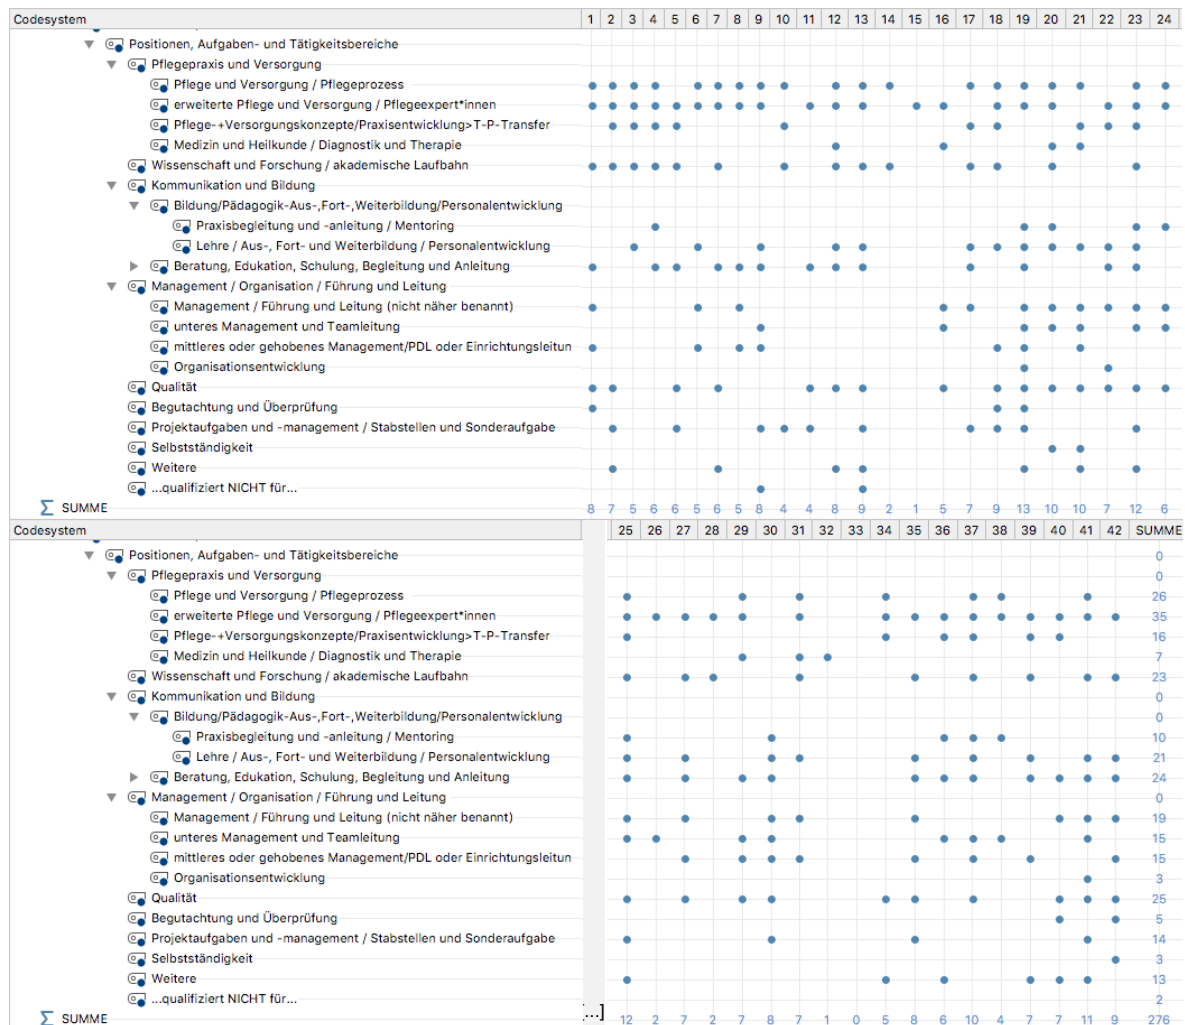 Codesystem 1 2 3 4 5 6 7 8 9 10 11 12 13 14 15 16 17 18 19 20 21 22 23 24
Positionen, Aufgaben- und Tätigkeitsbereiche
Pflegepraxis und Versorgung
Pflege und Versorgung / Pflegeprozess
erweiterte Pflege und Versorgung / Pflegeexpert*innen
Pflege-+Versorgungskonzepte/Praxisentwicklung>T-P-Transfer
Medizin und Heilkunde / Diagnostik und Therapie
Wissenschaft und Forschung / akademische Laufbahn
Kommunikation und Bildung
Bildung/Pädagogik-Aus-,Fort-,Weiterbildung/Personalentwicklung
Praxisbegleitung und -anleitung / Mentoring
Lehre / Aus-, Fort- und Weiterbildung / Personalentwicklung
Beratung, Edukation, Schulung, Begleitung und Anleitung
Management / Organisation / Führung und Leitung
Management / Führung und Leitung (nicht näher benannt)
unteres Management und Teamleitung
mittleres oder gehobenes Management/PDL oder Einrichtungsleitun
Organisationsentwicklung
Qualität
Begutachtung und Überprüfung
Projektaufgaben und -management / Stabstellen und Sonderaufgabe
Selbstständigkeit
Weitere
...qualifiziert NICHT für...
Σ SUMME 8 7 5 6 6 5 6 5 8 4 4 8 9 2 1 5 7 9 13 10 10 7 12 6
Codesystem 25 26 27 28 29 30 31 32 33 34 35 36 37 38 39 40 41 42 SUMME
Positionen, Aufgaben- und Tätigkeitsbereiche 0
Pflegepraxis und Versorgung 0
Pflege und Versorgung / Pflegeprozess 26
erweiterte Pflege und Versorgung / Pflegeexpert*innen 35
Pflege-+Versorgungskonzepte/Praxisentwicklung>T-P-Transfer 16
Medizin und Heilkunde / Diagnostik und Therapie 7
Wissenschaft und Forschung / akademische Laufbahn 23
Kommunikation und Bildung 0
Bildung/Pädagogik-Aus-,Fort-,Weiterbildung/Personalentwicklung 0
Praxisbegleitung und -anleitung / Mentoring 10
Lehre / Aus-, Fort- und Weiterbildung / Personalentwicklung 21
Beratung, Edukation, Schulung, Begleitung und Anleitung 24
Management / Organisation / Führung und Leitung 0
Management / Führung und Leitung (nicht näher benannt) 19
unteres Management und Teamleitung 15
mittleres oder gehobenes Management/PDL oder Einrichtungsleitun 15
Organisationsentwicklung 3
Qualität 25
Begutachtung und Überprüfung 5
Projektaufgaben und -management / Stabstellen und Sonderaufgabe 14
Selbstständigkeit 3
Weitere 13
...qualifiziert NICHT für... 2
Σ SUMME [...] 12 2 7 2 7 8 7 1 0 5 8 6 10 4 7 7 11 9 276